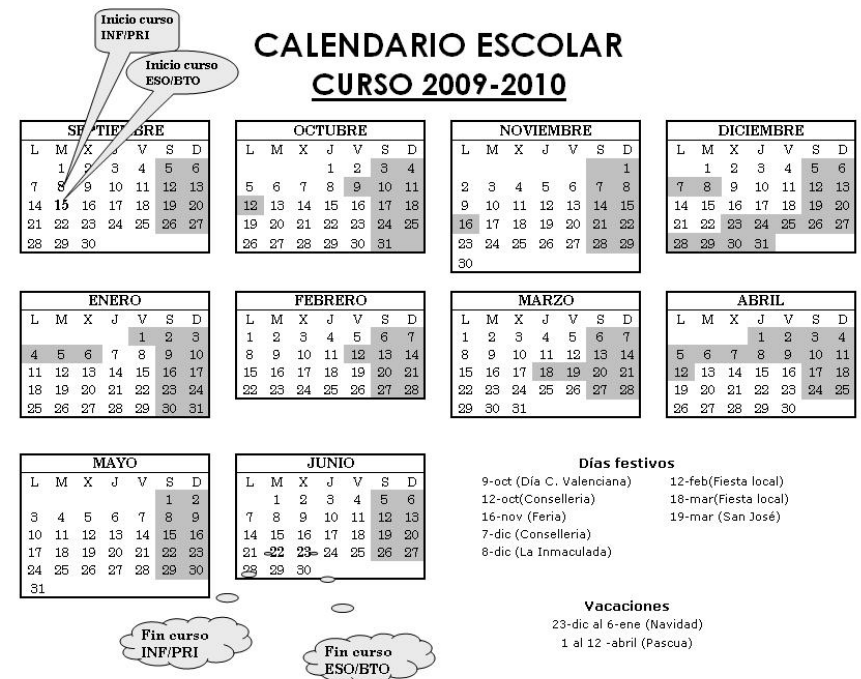 Inicio curso
INF/PRI
Inicio curso
ESO/BTO
CALENDARIO ESCOLAR
CURSO 2009-2010
SEPTIEMBRE
L M X J V S D
1 2 3 4 5 6
7 8 9 10 11 12 13
14 15 16 17 18 19 20
21 22 23 24 25 26 27
28 29 30
OCTUBRE
L M X J V S D
1 2 3 4
5 6 7 8 9 10 11
12 13 14 15 16 17 18
19 20 21 22 23 24 25
26 27 28 29 30 31
NOVIEMBRE
L M X J V S D
1
2 3 4 5 6 7 8
9 10 11 12 13 14 15
16 17 18 19 20 21 22
23 24 25 26 27 28 29
30
DICIEMBRE
L M X J V S D
1 2 3 4 5 6
7 8 9 10 11 12 13
14 15 16 17 18 19 20
21 22 23 24 25 26 27
28 29 30 31
ENERO
L M X J V S D
1 2 3
4 5 6 7 8 9 10
11 12 13 14 15 16 17
18 19 20 21 22 23 24
25 26 27 28 29 30 31
FEBRERO
L M X J V S D
1 2 3 4 5 6 7
8 9 10 11 12 13 14
15 16 17 18 19 20 21
22 23 24 25 26 27 28
MARZO
L M X J V S D
1 2 3 4 5 6 7
8 9 10 11 12 13 14
15 16 17 18 19 20 21
22 23 24 25 26 27 28
29 30 31
ABRIL
L M X J V S D
1 2 3 4
5 6 7 8 9 10 11
12 13 14 15 16 17 18
19 20 21 22 23 24 25
26 27 28 29 30
MAYO
L M X J V S D
1 2
3 4 5 6 7 8 9
10 11 12 13 14 15 16
17 18 19 20 21 22 23
24 25 26 27 28 29 30
31
JUNIO
L M X J V S D
1 2 3 4 5 6
7 8 9 10 11 12 13
14 15 16 17 18 19 20
21 22 23 24 25 26 27
28 29 30
Fin curso
INF/PRI
Fin curso
ESO/BTO
Días festivos
9-oct (Día C. Valenciana)
12-oct(Conselleria)
16-nov (Feria)
7-dic (Conselleria)
8-dic (La Inmaculada)
12-feb(Fiesta local)
18-mar(Fiesta local)
19-mar (San José)
Vacaciones
23-dic al 6-ene (Navidad)
1 al 12 -abril (Pascua)